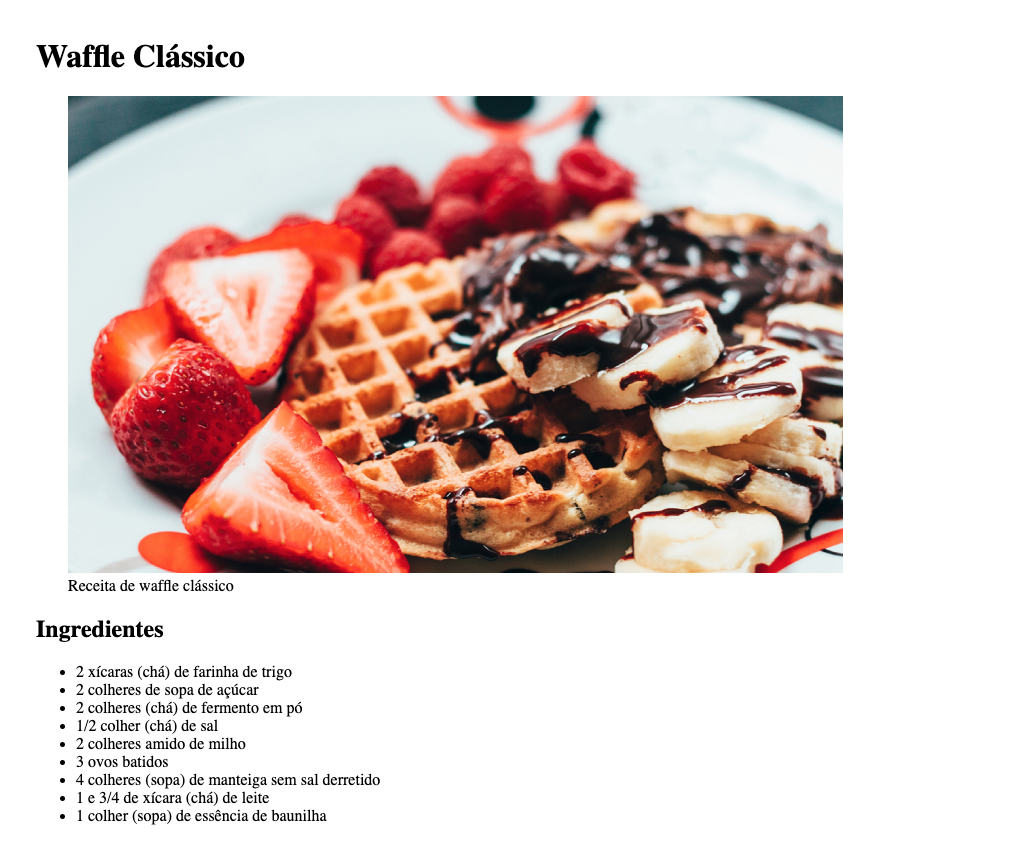 Waffle Clássico
Receita de waffle clássico
Ingredientes
2 xícaras (chá) de farinha de trigo
2 colheres de sopa de açúcar
2 colheres (chá) de fermento em pó
1/2 colher (chá) de sal
2 colheres amido de milho
3 ovos batidos
4 colheres (sopa) de manteiga sem sal derretido
1 e 3/4 de xícara (chá) de leite
1 colher (sopa) de essência de baunilha